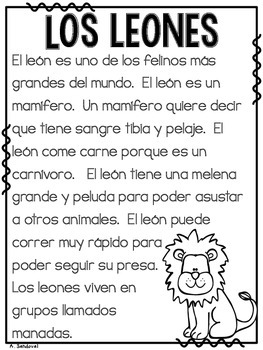 LOS LEONES
El león es uno de los felinos más
grandes del mundo. El león es un
mamífero. Un mamífero quiere decir
que tiene sangre tibia y pelaje. El
león come carne porque es un
carnívoro. El león tiene una melena
grande y peluda para poder asustar
a otros animales. El león puede
correr muy rápido para
poder seguir su presa.
Los leones viven en
grupos llamados
manadas.
A. Sandoval